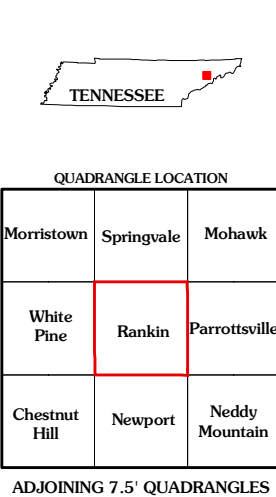 TENNESSEE
QUADRANGLE LOCATION
Morristown
Springvale
Mohawk
White
Pine
Rankin
Parrottsville
Chestnut
Hill
Newport
Neddy
Mountain
ADJOINING 7.5' QUADRANGLES